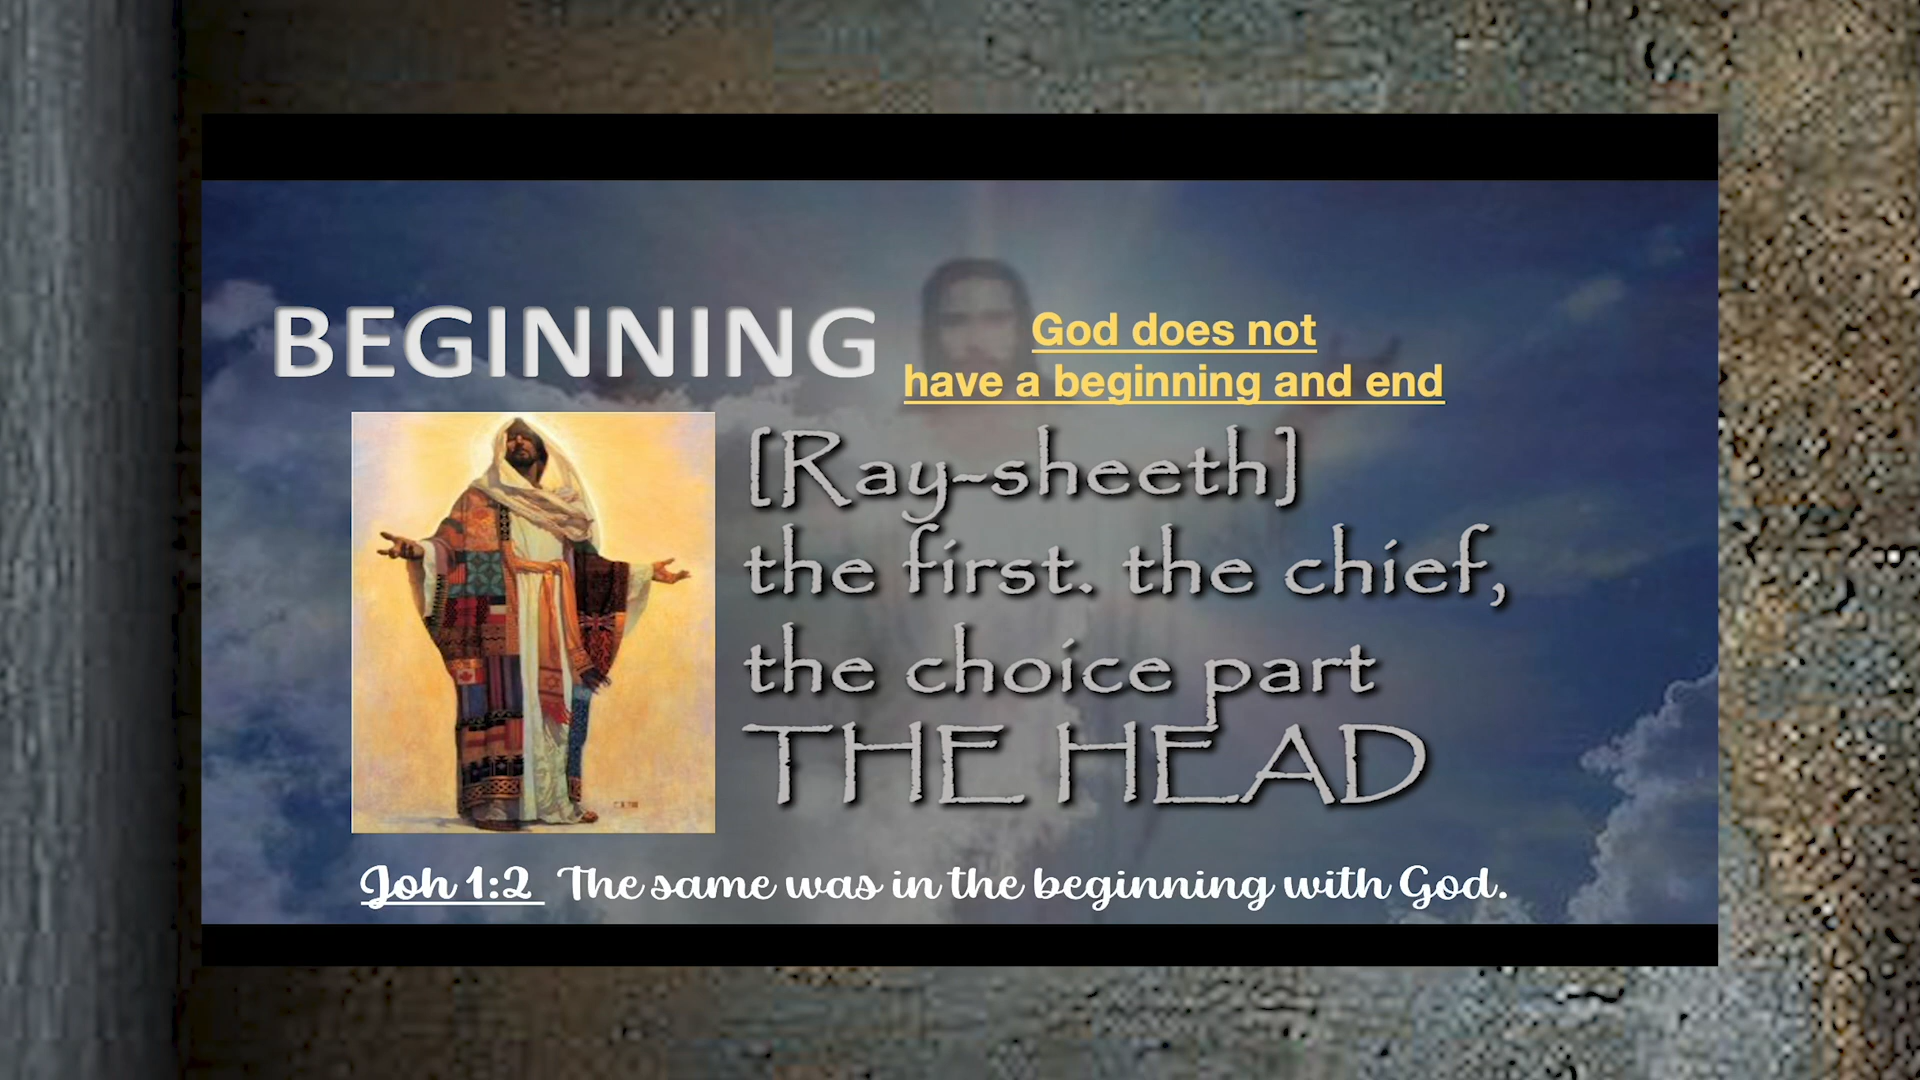 BEGINNING
God does not
have a beginning and end
[Ray-sheeth]
the first. the chief,
the choice part
THE HEAD
Joh 1:2 The same was in the beginning with God.